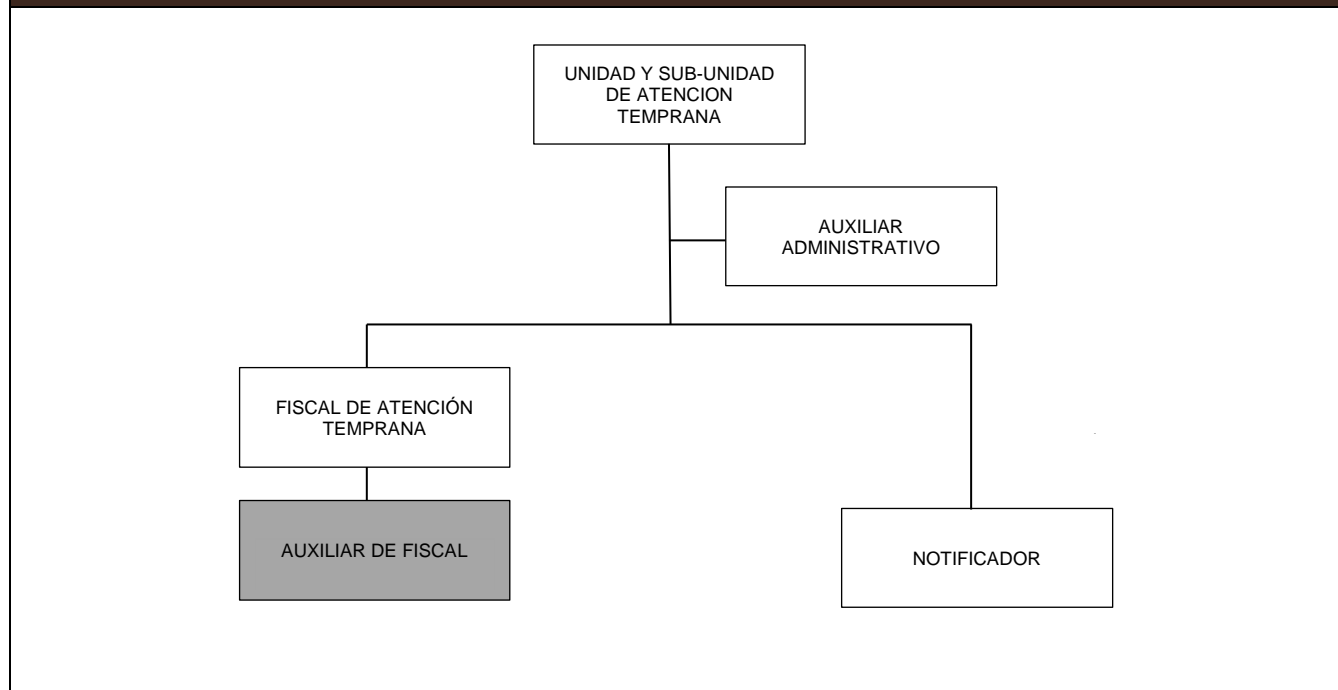 UNIDAD Y SUB-UNIDAD
DE ATENCION
TEMPRANA
AUXILIAR
ADMINISTRATIVO
FISCAL DE ATENCIÓN
TEMPRANA
AUXILIAR DE FISCAL
NOTIFICADOR